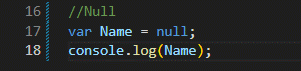 16 //Null
17 var Name = null;
18 console.log(Name);